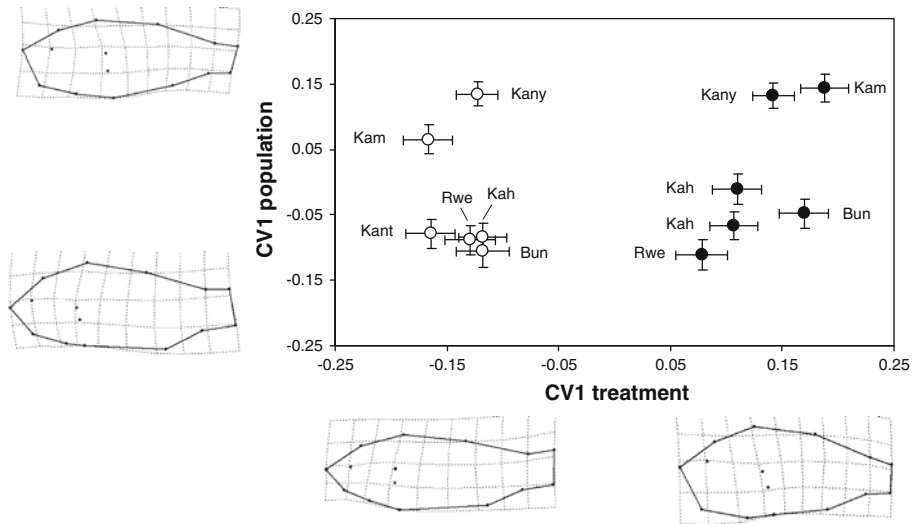 0.25
0.15
0.05
-0.05
-0.15
-0.25
CV1 population
Kany
Kam
Kany
Kam
Kah
Rwe
Kah
Kant
Kah
Bun
Bun
Rwe
-0.25
-0.15
-0.05
0.05
0.15
0.25
CV1 treatment